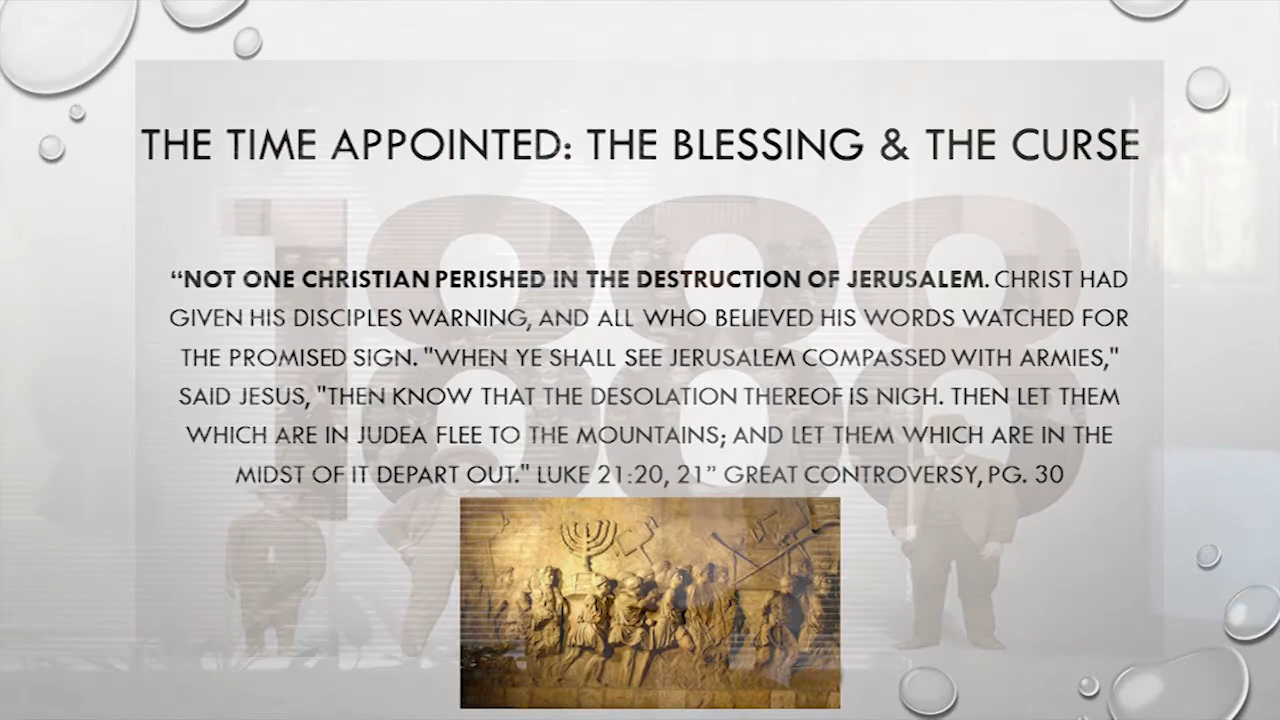 THE TIME APPOINTED: THE BLESSING & THE CURSE
1888
“NOT ONE CHRISTIAN PERISHED IN THE DESTRUCTION OF JERUSALEM. CHRIST HAD
GIVEN HIS DISCIPLES WARNING, AND ALL WHO BELIEVED HIS WORDS WATCHED FOR
THE PROMISED SIGN. "WHEN YE SHALL SEE JERUSALEM COMPASSED WITH ARMIES,"
SAID JESUS, "THEN KNOW THAT THE DESOLATION THEREOF IS NIGH. THEN LET THEM
WHICH ARE IN JUDEA FLEE TO THE MOUNTAINS; AND LET THEM WHICH ARE IN THE
MIDST OF IT DEPART OUT." LUKE 21:20, 21” GREAT CONTROVERSY, PG. 30